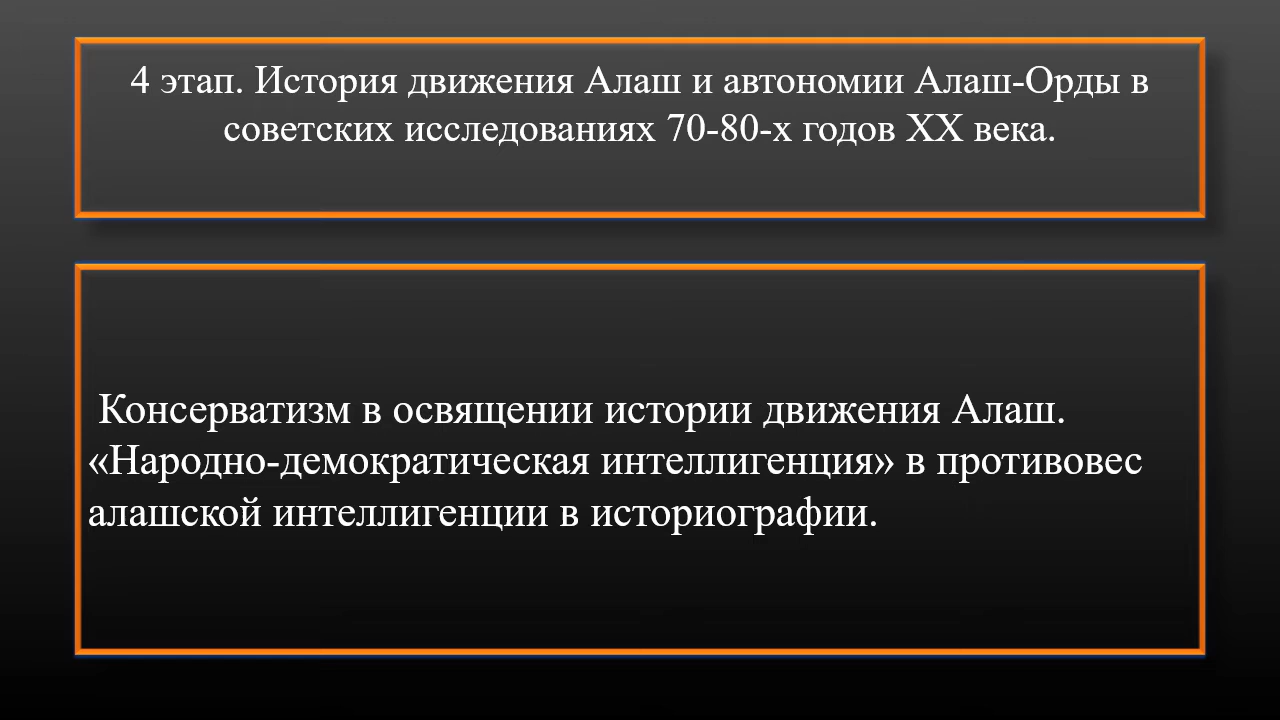 4 этап. История движения Алаш и автономии Алаш-Орды в
советских исследованиях 70-80-х годов XX века.
Консерватизм в освящении истории движения Алаш.
«Народно-демократическая интеллигенция» в противовес
алашской интеллигенции в историографии.